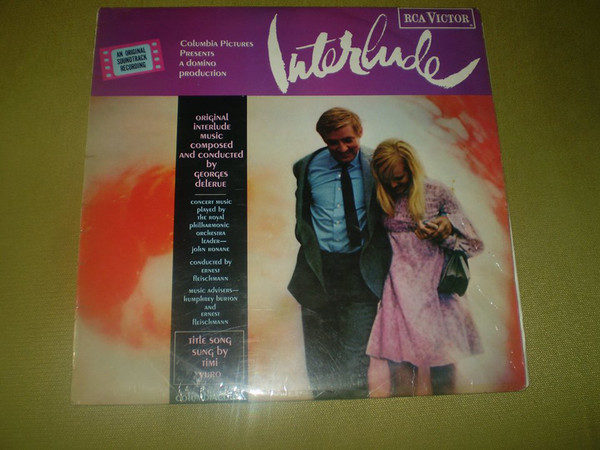 RCA VICTOR
Interlude
AN ORIGINAL
SOUNDTRACK
RECORDING
Columbia Pictures
Presents
a domino
production
original
interlude
music
composed
and conducted
by
georges
delerue
concert music
played by
the royal
philharmonic
orchestra
leader—
john ronane
conducted by
ernest
fleischmann
music advisers—
humphrey burton
and
ernest
fleischmann
title song
sung by
timi
yuro